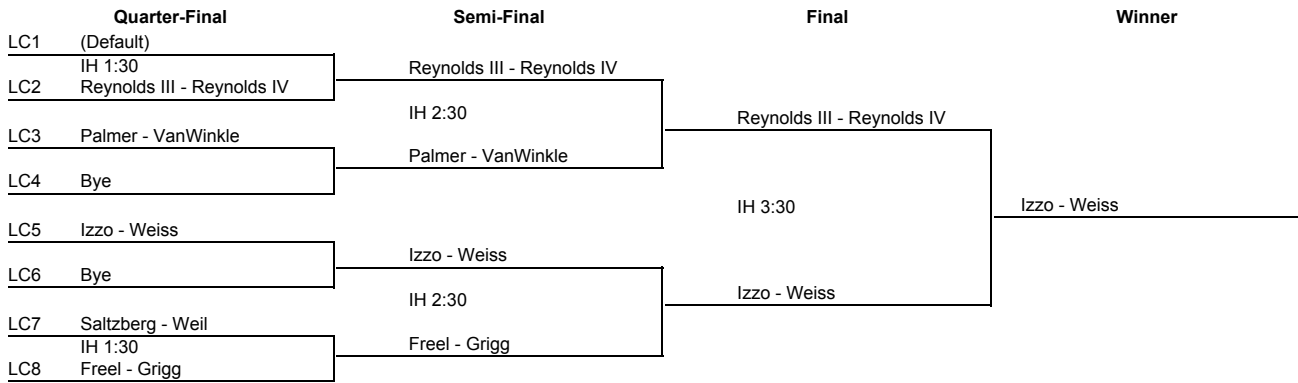 Quarter-Final Semi-Final Final Winner
LC1 (Default)
IH 1:30
LC2 Reynolds III - Reynolds IV
LC3 Palmer - VanWinkle
LC4 Bye
LC5 Izzo - Weiss
LC6 Bye
LC7 Saltzberg - Weil
IH 1:30
LC8 Freel - Grigg
Reynolds III - Reynolds IV
IH 2:30
Palmer - VanWinkle
Izzo - Weiss
IH 2:30
Freel - Grigg
Reynolds III - Reynolds IV
IH 3:30
Izzo - Weiss
Izzo - Weiss